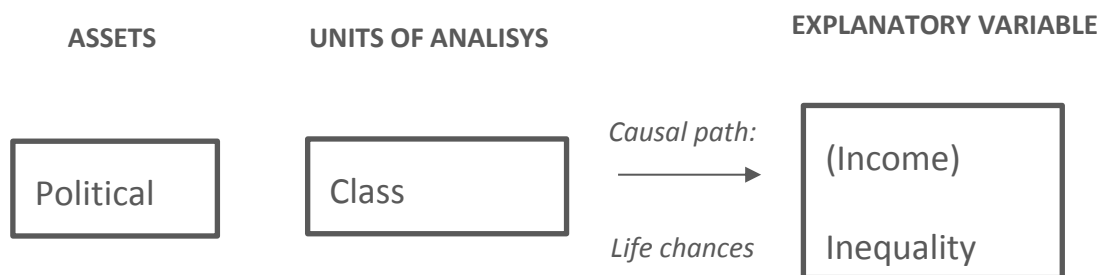 ASSETS
UNITS OF ANALISYS
EXPLANATORY VARIABLE
Political
Class
Causal path:
Life chances
(Income)
Inequality